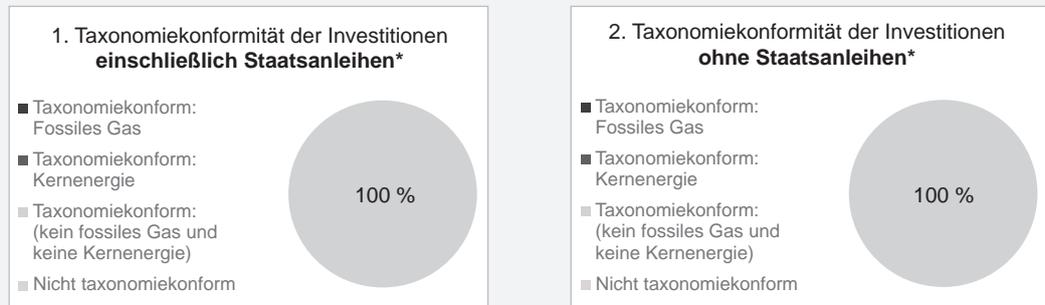 1. Taxonomiekonformität der Investitionen
einschließlich Staatsanleihen*
Taxonomiekonform:
Fossiles Gas
Taxonomiekonform:
Kernenergie
Taxonomiekonform:
(kein fossiles Gas und
keine Kernenergie)
Nicht taxonomiekonform
100 %
2. Taxonomiekonformität der Investitionen
ohne Staatsanleihen*
Taxonomiekonform:
Fossiles Gas
Taxonomiekonform:
Kernenergie
Taxonomiekonform:
(kein fossiles Gas und
keine Kernenergie)
Nicht taxonomiekonform
100 %